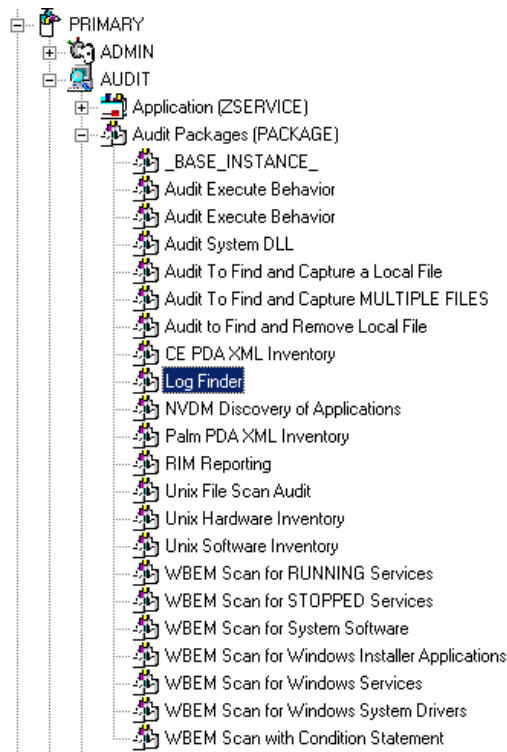 PRIMARY
ADMIN
AUDIT
Application (ZSERVICE)
Audit Packages (PACKAGE)
_BASE_INSTANCE_
Audit Execute Behavior
Audit Execute Behavior
Audit System DLL
Audit To Find and Capture a Local File
Audit To Find and Capture MULTIPLE FILES
Audit to Find and Remove Local File
CE PDA XML Inventory
Log Finder
NVDM Discovery of Applications
Palm PDA XML Inventory
RIM Reporting
Unix File Scan Audit
Unix Hardware Inventory
Unix Software Inventory
WBEM Scan for RUNNING Services
WBEM Scan for STOPPED Services
WBEM Scan for System Software
WBEM Scan for Windows Installer Applications
WBEM Scan for Windows Services
WBEM Scan for Windows System Drivers
WBEM Scan with Condition Statement